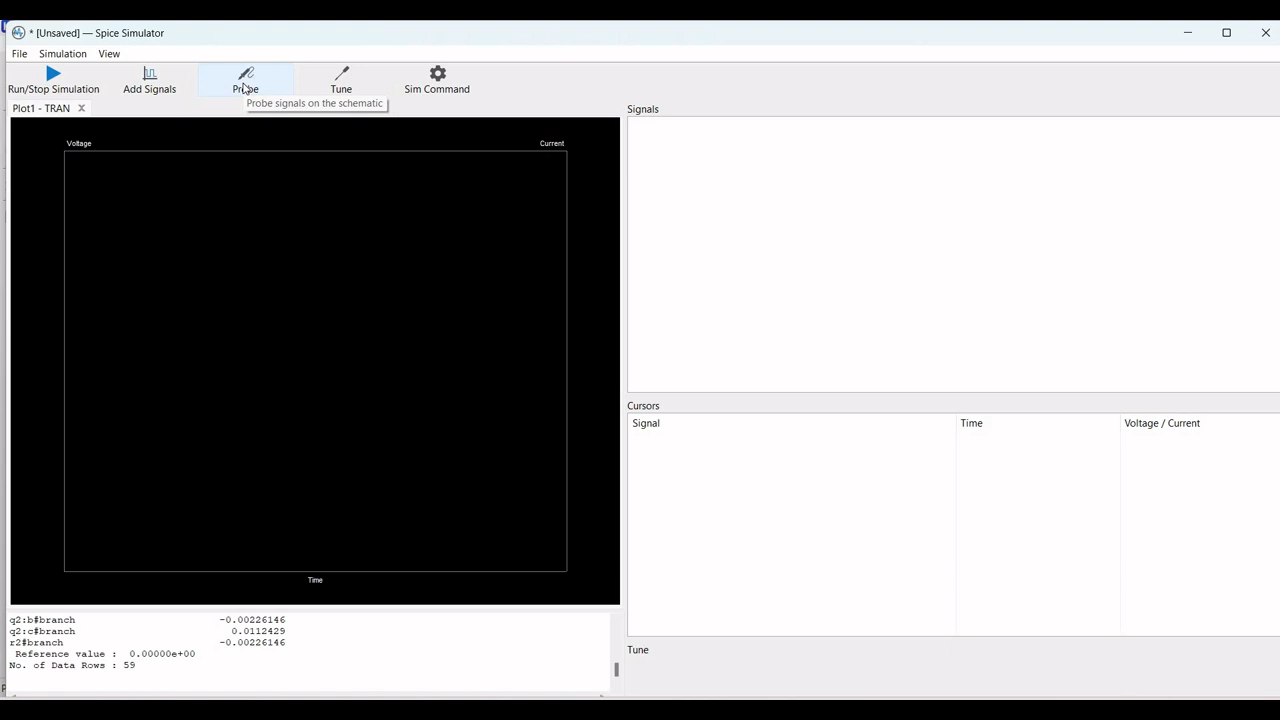 * [Unsaved] — Spice Simulator
File Simulation View
Run/Stop Simulation Add Signals Probe Tune Sim Command
Probe signals on the schematic
Plot1 - TRAN
Voltage Current
Time
q2:b#branch -0.00226146
q2:c#branch 0.0112429
r2#branch -0.00226146
Reference value : 0.00000e+00
No. of Data Rows : 59
Signals
Cursors
Signal Time Voltage / Current
Tune